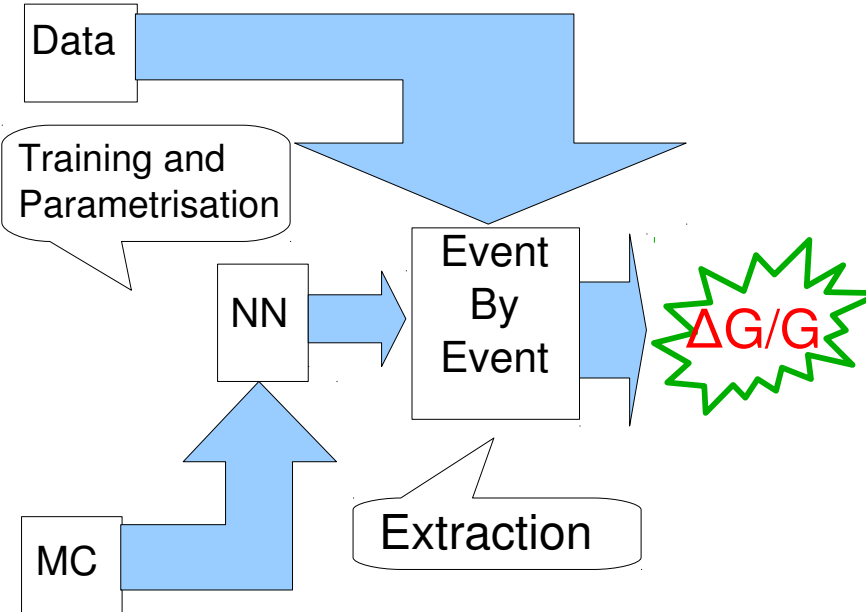 Data
Training and
Parametrisation
Event
By
Event
NN
ΔG/G
Extraction
MC